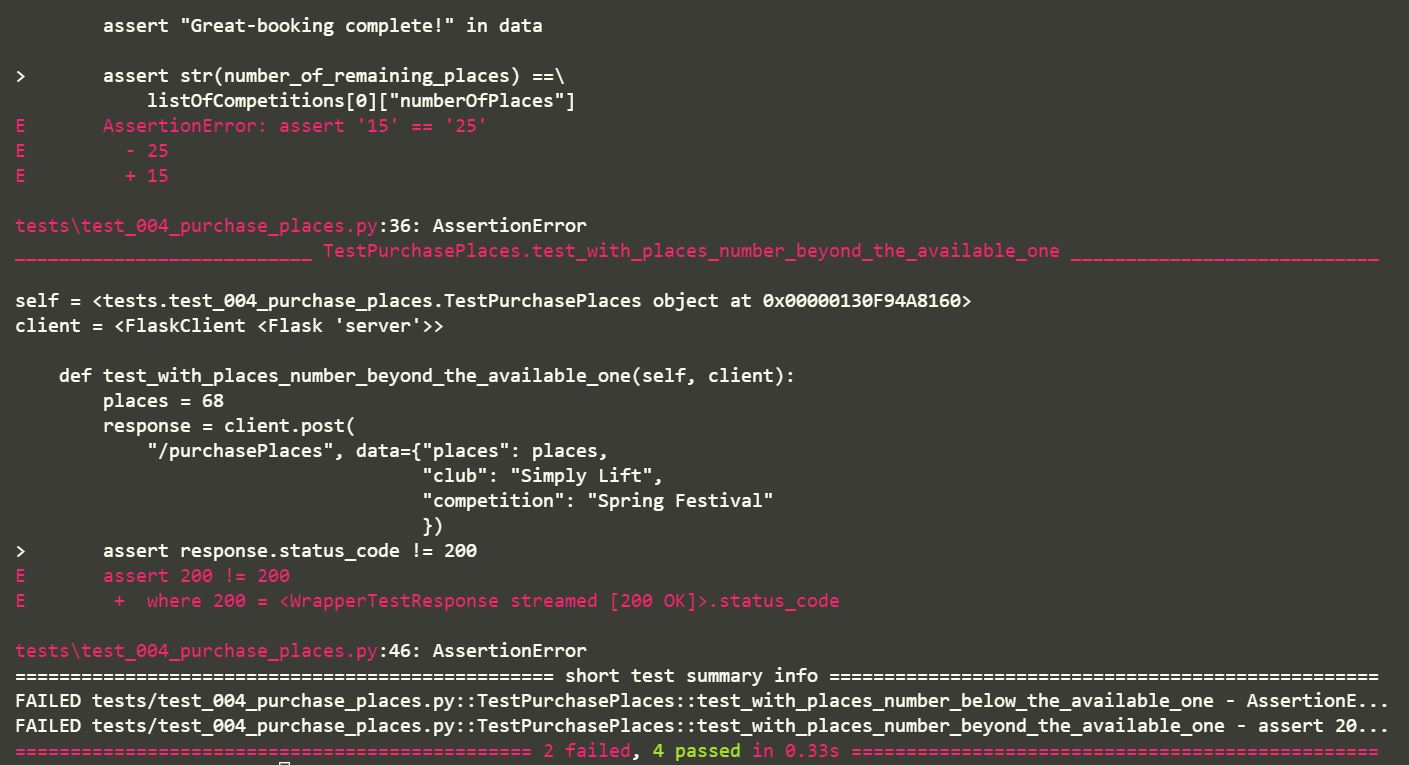 assert "Great-booking complete!" in data

>       assert str(number_of_remaining_places) ==\
            listOfCompetitions[0]["numberOfPlaces"]
E       AssertionError: assert '15' == '25'
E         - 25
E         + 15

tests\test_004_purchase_places.py:36: AssertionError
___________________________ TestPurchasePlaces.test_with_places_number_beyond_the_available_one ____________________________

self = <tests.test_004_purchase_places.TestPurchasePlaces object at 0x00000130F94A8160>
client = <FlaskClient <Flask 'server'>>

    def test_with_places_number_beyond_the_available_one(self, client):
        places = 68
        response = client.post(
            "/purchasePlaces", data={"places": places,
                                     "club": "Simply Lift",
                                     "competition": "Spring Festival"
                                     })
>       assert response.status_code != 200
E       assert 200 != 200
E        +  where 200 = <WrapperTestResponse streamed [200 OK]>.status_code

tests\test_004_purchase_places.py:46: AssertionError
================================================= short test summary info ==================================================
FAILED tests/test_004_purchase_places.py::TestPurchasePlaces::test_with_places_number_below_the_available_one - AssertionE...
FAILED tests/test_004_purchase_places.py::TestPurchasePlaces::test_with_places_number_beyond_the_available_one - assert 20...
=============================================== 2 failed, 4 passed in 0.33s ================================================